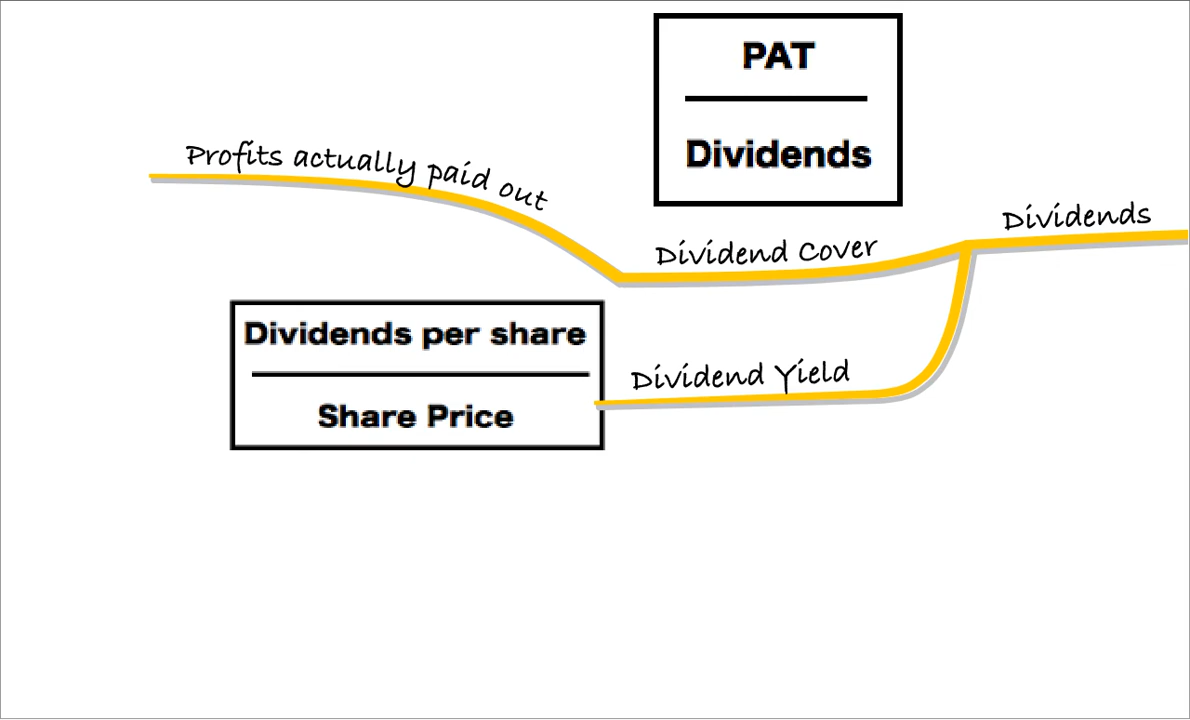 PAT
Dividends
Profits actually paid out
Dividends
Dividend Cover
Dividends per share
Share Price
Dividend Yield